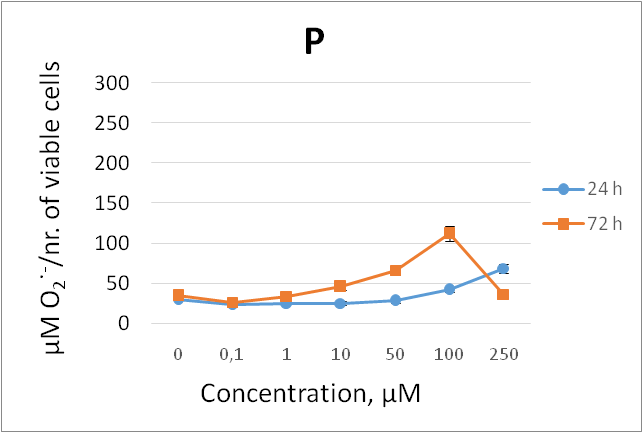 P
300
250
200
150
100
50
0
µM O₂·⁻/nr. of viable cells
0 0,1 1 10 50 100 250
Concentration, µM
24 h
72 h